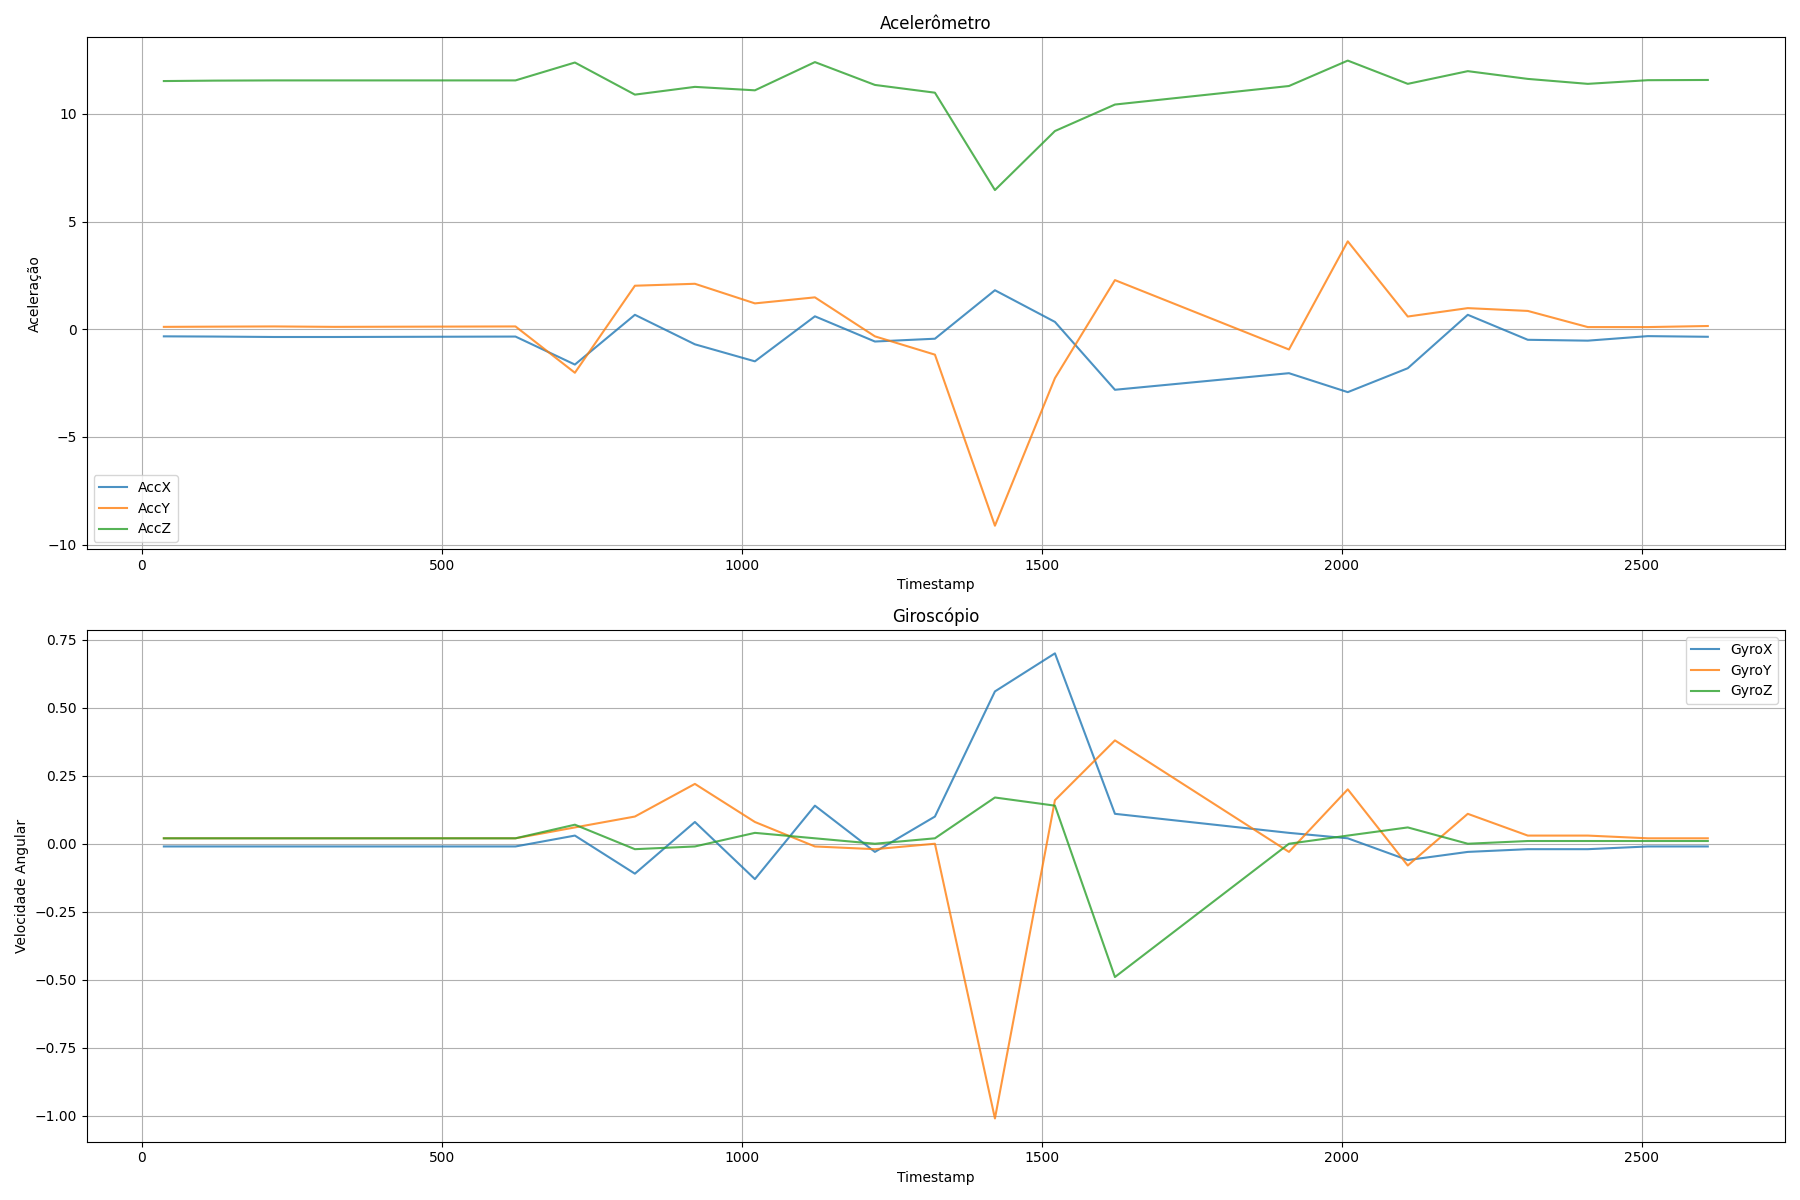 Acelerômetro
Aceleração
10
5
0
−5
−10
AccX
AccY
AccZ
0 500 1000 1500 2000 2500
Timestamp
Giroscópio
Velocidade Angular
0.75
0.50
0.25
0.00
−0.25
−0.50
−0.75
−1.00
GyroX
GyroY
GyroZ
0 500 1000 1500 2000 2500
Timestamp